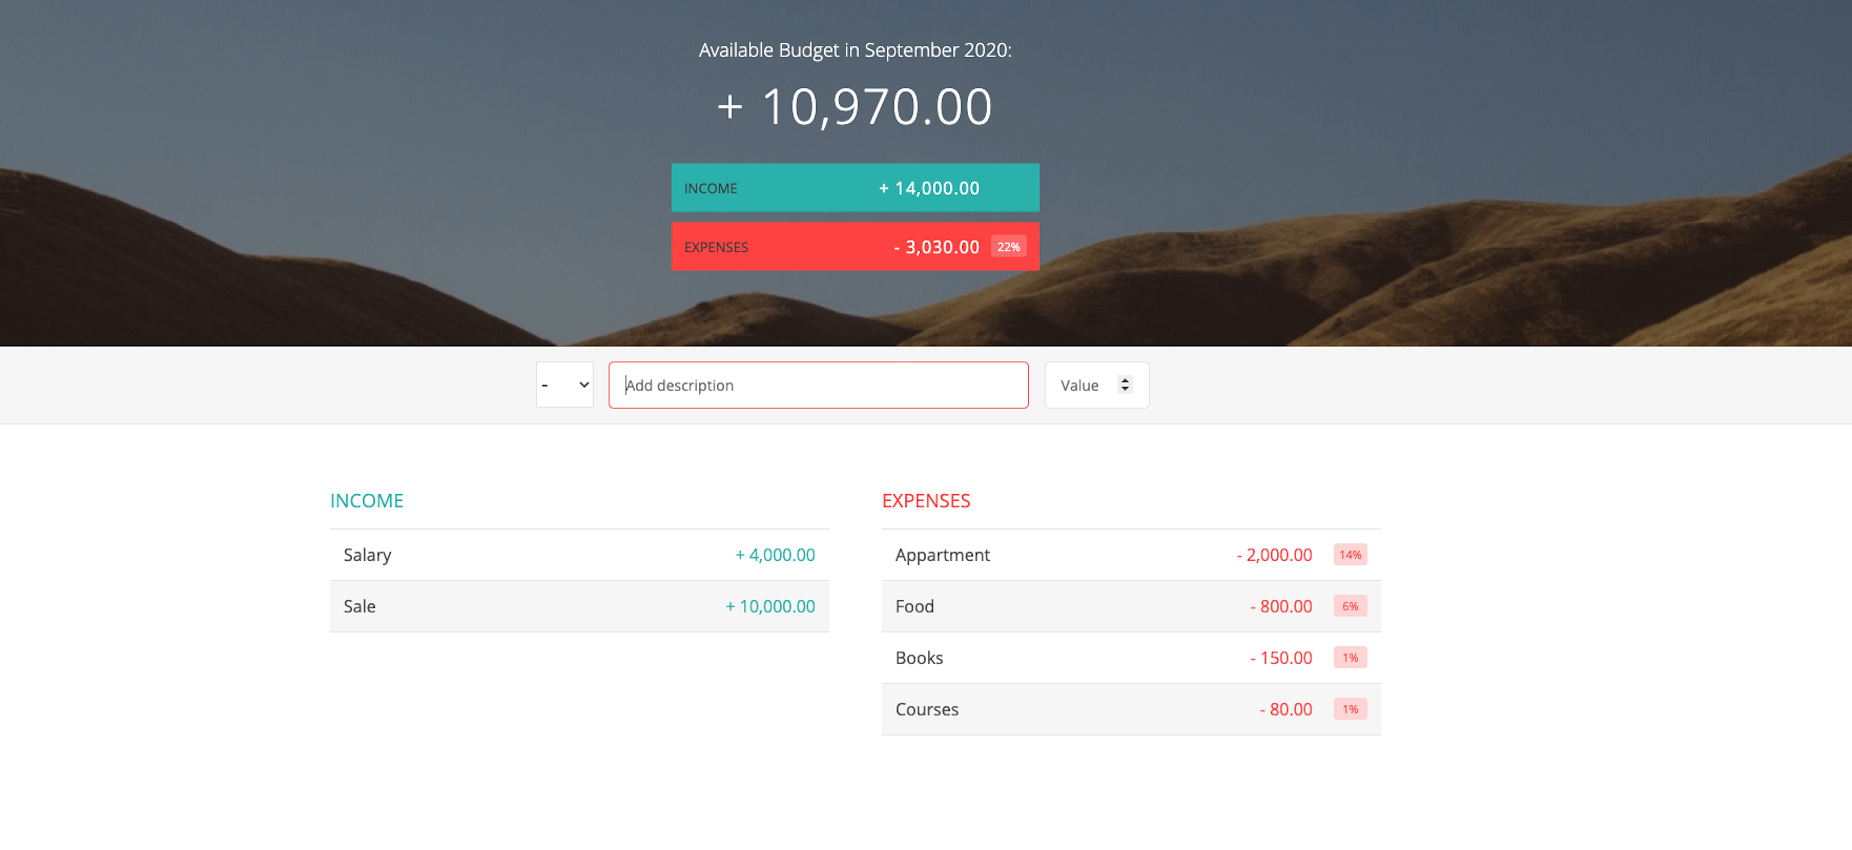 Available Budget in September 2020:
+ 10,970.00
INCOME + 14,000.00
EXPENSES - 3,030.00 22%
- Add description Value
INCOME
Salary + 4,000.00
Sale + 10,000.00
EXPENSES
Appartment - 2,000.00 14%
Food - 800.00 6%
Books - 150.00 1%
Courses - 80.00 1%